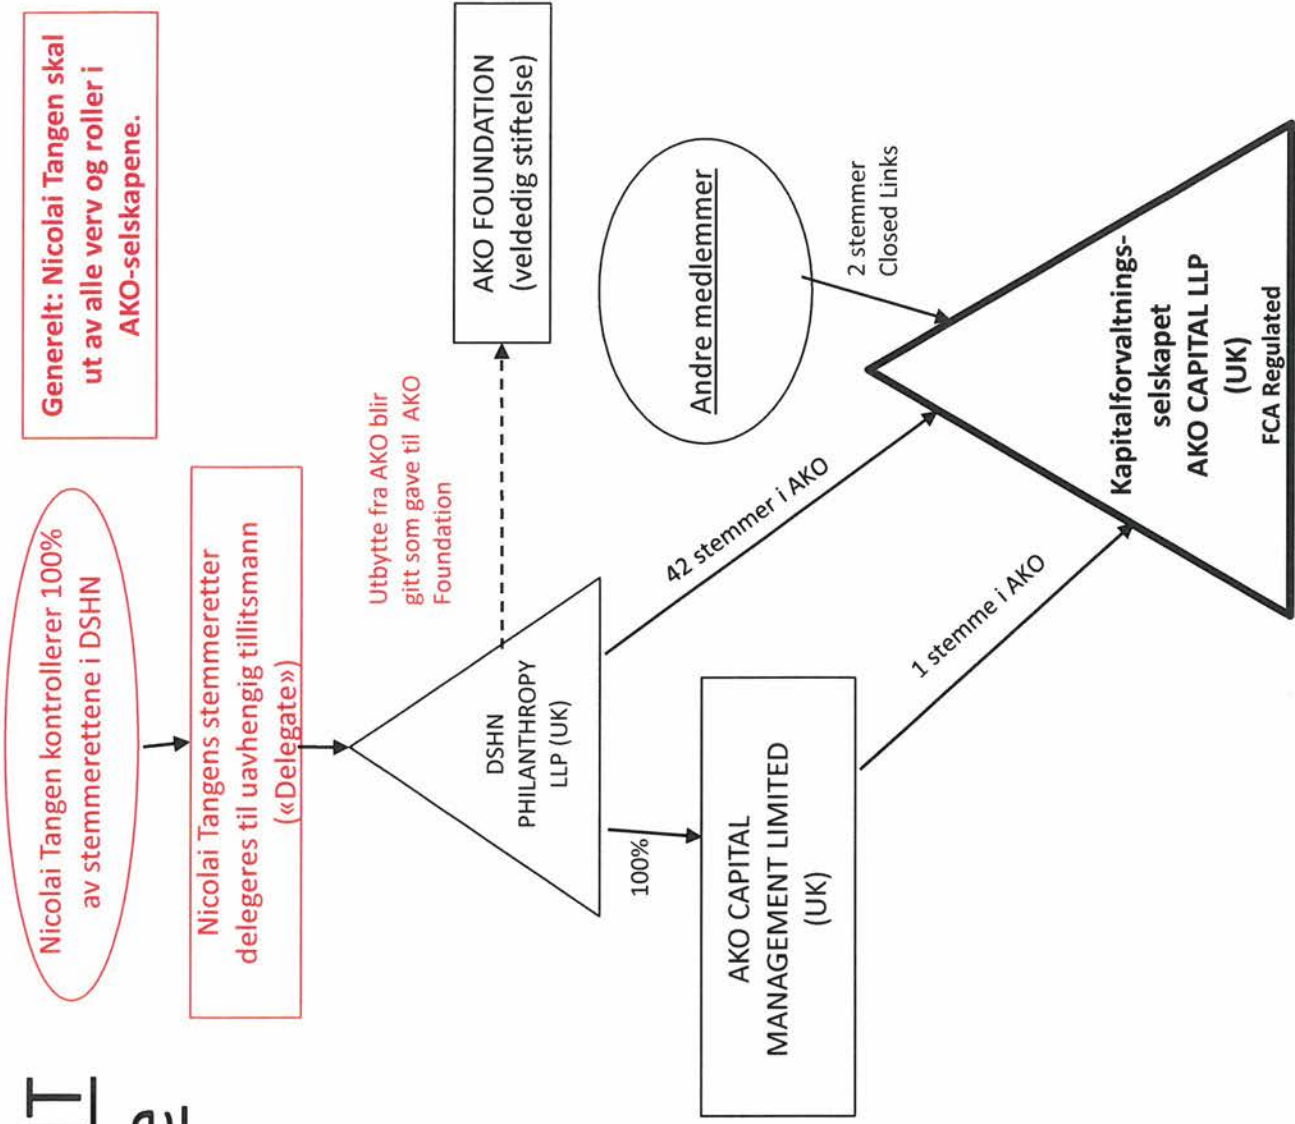 Generelt: Nicolai Tangen skal
ut av alle verv og roller i
AKO-selskapene.
Nicolai Tangen kontrollerer 100%
av stemmerettene i DSHN
Nicolai Tangens stemmeretter
delegeres til uavhengig tillitsmann
(«Delegate»)
Utbytte fra AKO blir
gitt som gave til AKO
Foundation
AKO FOUNDATION
(veldedig stiftelse)
DSHN
PHILANTHROPY
LLP (UK)
100%
42 stemmer i AKO
Andre medlemmer
2 stemmer
Closed Links
AKO CAPITAL
MANAGEMENT LIMITED
(UK)
1 stemme i AKO
Kapitalforvaltnings-
selskapet
AKO CAPITAL LLP
(UK)
FCA Regulated